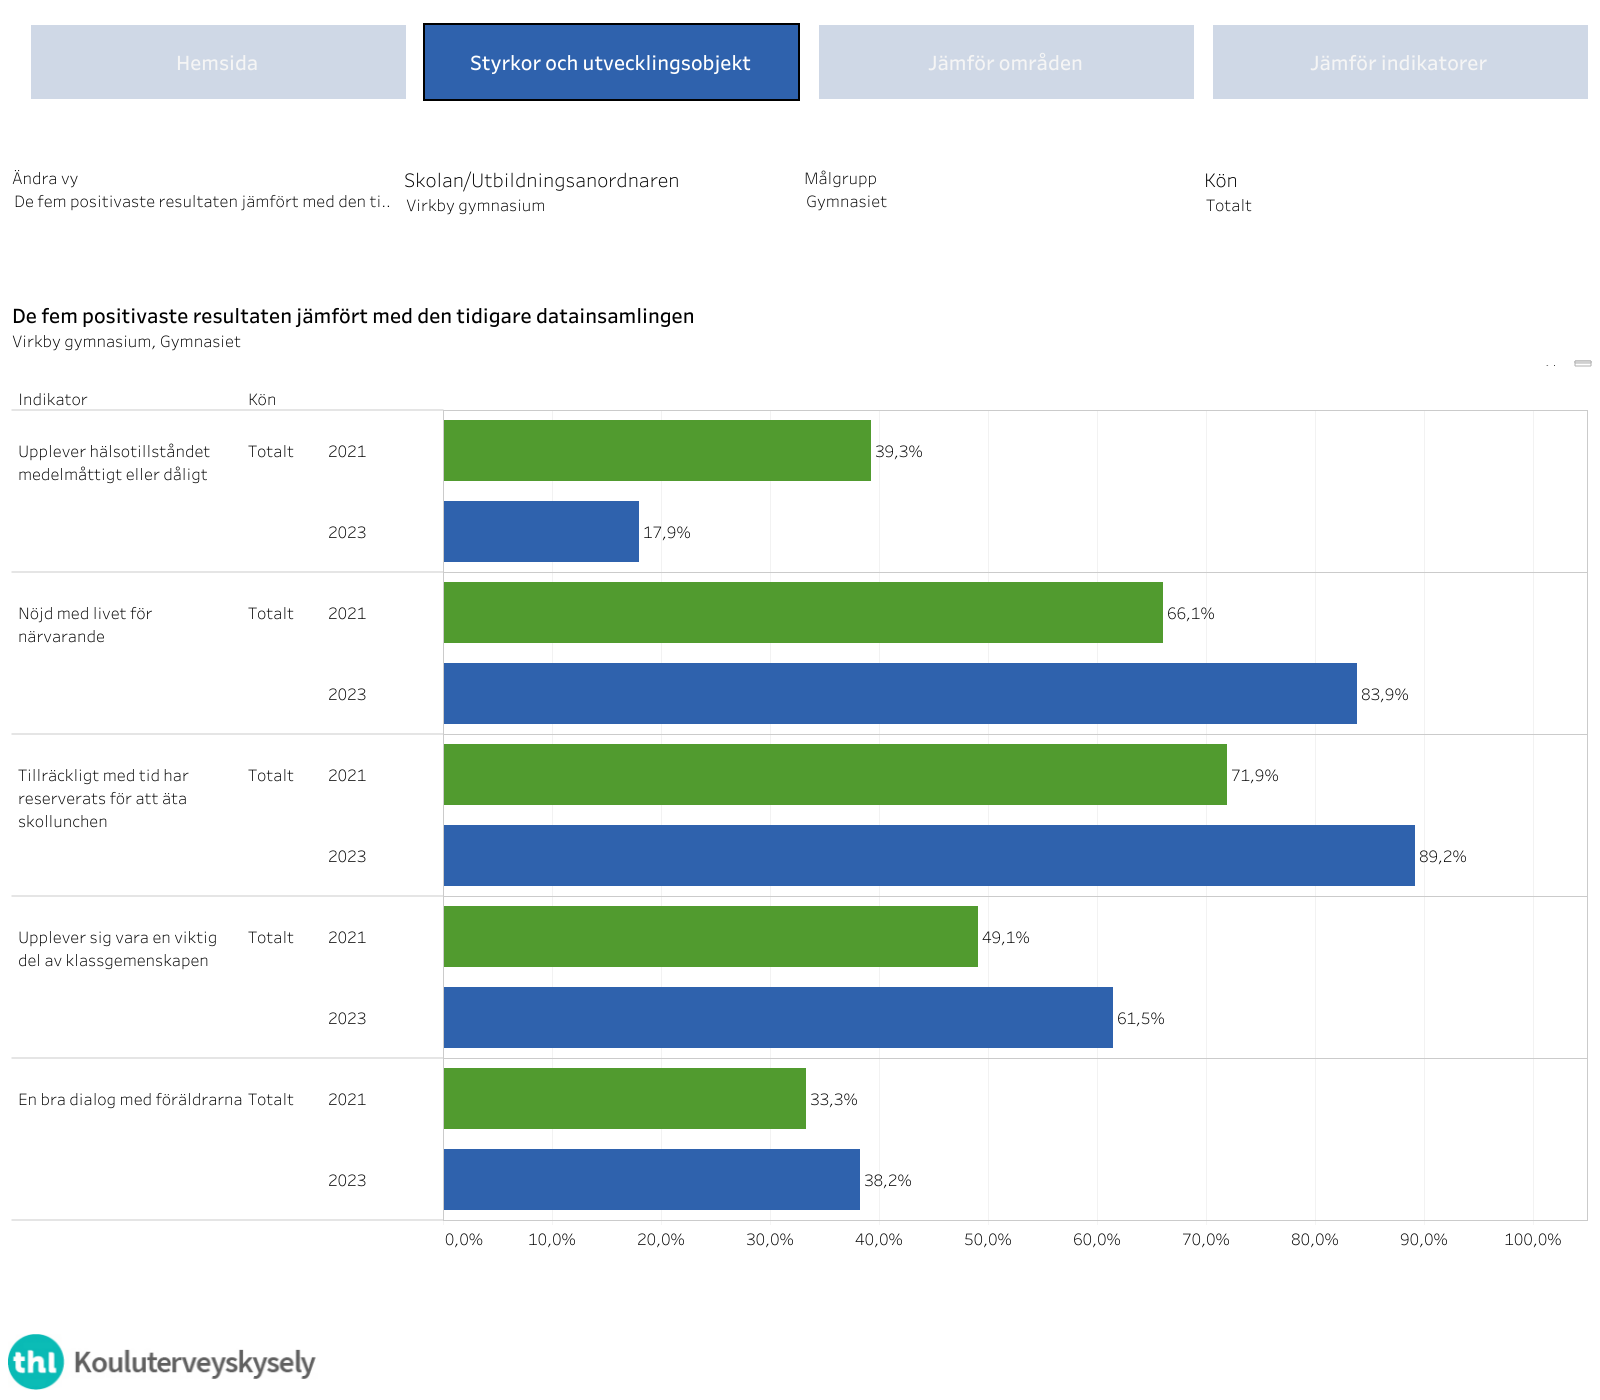 Hemsida
Styrkor och utvecklingsobjekt
Jämför områden
Jämför indikatorer
Ändra vy
De fem positivaste resultaten jämfört med den ti..
Skolan/Utbildningsanordnaren
Virkby gymnasium
Målgrupp
Gymnasiet
Kön
Totalt
De fem positivaste resultaten jämfört med den tidigare datainsamlingen
Virkby gymnasium, Gymnasiet
Indikator Kön
Upplever hälsotillståndet
medelmåttigt eller dåligt
Totalt
2021
39,3%
2023
17,9%
Nöjd med livet för
närvarande
Totalt
2021
66,1%
2023
83,9%
Tillräckligt med tid har
reserverats för att äta
skollunchen
Totalt
2021
71,9%
2023
89,2%
Upplever sig vara en viktig
del av klassgemenskapen
Totalt
2021
49,1%
2023
61,5%
En bra dialog med föräldrarna
Totalt
2021
33,3%
2023
38,2%
0,0% 10,0% 20,0% 30,0% 40,0% 50,0% 60,0% 70,0% 80,0% 90,0% 100,0%
thl Kouluterveyskysely